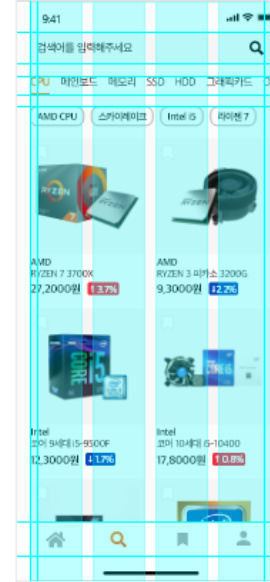 9:41
검색어를 입력해주세요
CPU 메인보드 메모리 SSD HDD 그래픽카드
AMD CPU 스카이레이크 Intel i5 라이젠 7
RYZEN
AMD
RYZEN 7 3700X
27,2000원 ⬆3.7%
AMD
RYZEN 3 피카소 3200G
9,3000원 ⬇2.2%
CORE i5
Intel
코어 9세대 i5-9500F
12,3000원 ⬇1.7%
Intel
코어 10세대 i5-10400
17,8000원 ⬆0.8%